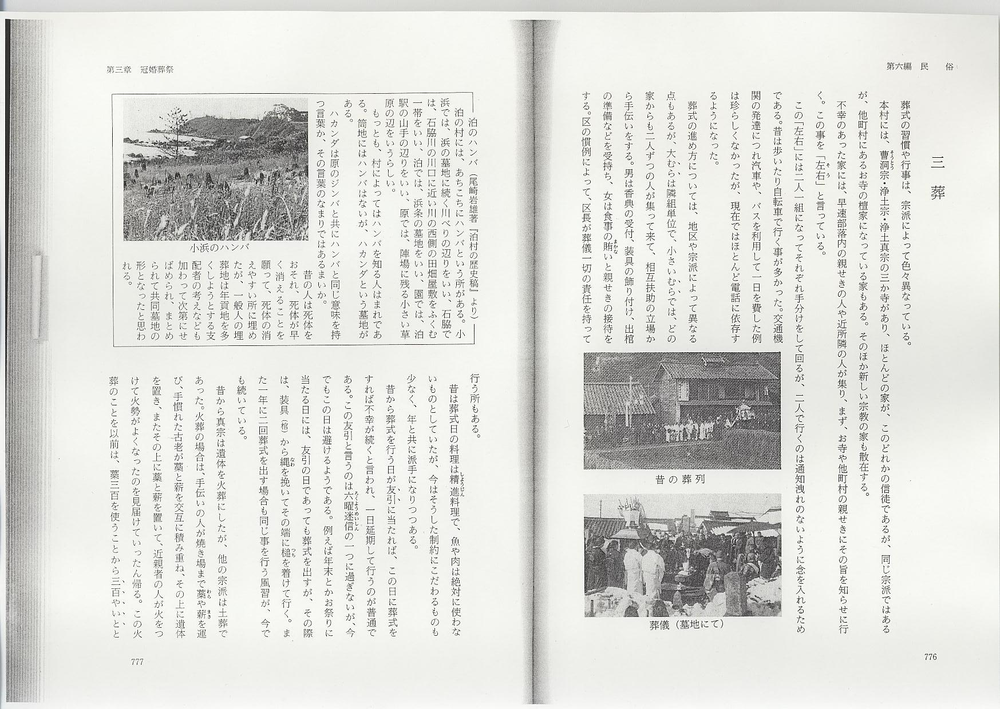 第六編　民　　俗
三　葬
葬式の習慣や行事は、宗派によって色々異なっている。
本村には、曹洞宗・浄土宗・浄土真宗の三か寺があり、ほとんどの家が、このどれかの信徒であるが、同じ宗派ではある
が、他町村にあるお寺の檀家になっている家もある。そのほか新しい宗教の家も散在する。
不幸のあった家には、早速部落内の親せきの人や近所隣の人が集り、まず、お寺や他町村の親せきにその旨を知らせに行
く。この事を「左右」と言っている。
この「左右」には二人一組になってそれぞれ手分けをして回るが、二人で行くのは通知洩れのないように念を入れるため
である。昔は歩いたり自転車で行く事が多かった。交通機
関の発達につれ汽車や、バスを利用して一日を費した例
は珍らしくなかったが、現在ではほとんど電話に依存す
るようになった。
葬式の進め方については、地区や宗派によって異なる
点もあるが、大むらは隣組単位で、小さいむらでは、どの
家からも二人ずつの人が集って来て、相互扶助の立場か
ら手伝いをする。男は香典の受付、装具の飾り付け、出棺
の準備などを受持ち、女は食事の賄いと親せきの接待を
する。区の慣例によって、区長が葬儀一切の責任を持って
昔の葬列
葬儀（墓地にて）
776
第三章　冠婚葬祭
泊のハンバ（尾崎岩雄著『泊村の歴史稿』より）
泊の村には、あちこちにハンバという所がある。小
浜では、浜の墓地に続く川べりの辺りをいい、石脇で
は、石脇川の川口に近い川の西側の田畑屋敷をふくむ
一帯をいい、泊では、浜条の墓地をいい、園では、泊
駅の山手の辺りをいい、原では、陣場に残る小さい草
原の辺をいうらしい。
もっとも、村によってはハンバを知る人はまれであ
る。筒地にはハンバはないが、ハカンダという墓地が
ある。
ハカンダは原のジンバと共にハンバと同じ意味を持
つ言葉か、その言葉のなまりではあるまいか。
小浜のハンバ
昔の人は死体を
おそれ、死体が早
く消えることを
願って、死体の消
えやすい所に埋め
たが、一般人の埋
葬地は年貢地を多
くしようとする支
配者の考えなども
加わって次第にせ
ばめられ、まとめ
られて共同墓地の
形となったと思わ
れる。
行う所もある。
昔は葬式日の料理は精進料理で、魚や肉は絶対に使わな
いものとしていたが、今はそうした制約にこだわるものも
少なく、年と共に派手になりつつある。
昔から葬式を行う日が友引に当たれば、この日に葬式を
すれば不幸が続くと言われ、一日延期して行うのが普通で
ある。この友引と言うのは六曜迷信の一つに過ぎないが、今
でもこの日は避けるようである。例えば年末とかお祭りに
当たる日には、友引の日であっても葬式を出すが、その際
は、装具（棺）から縄を挽いてその端に槌を着けて行く。ま
た一年に二回葬式を出す場合も同じ事を行う風習が、今で
も続いている。
昔から真宗は遺体を火葬にしたが、他の宗派は土葬で
あった。火葬の場合は、手伝いの人が焼き場まで藁や薪を運
び、手慣れた古老が藁と薪を交互に積み重ね、その上に遺体
を置き、またその上に藁と薪を置いて、近親者の人が火をつ
けて火勢がよくなったのを見届けていったん帰る。この火
葬のことを以前は、藁三百を使うことから三百やいとと
777